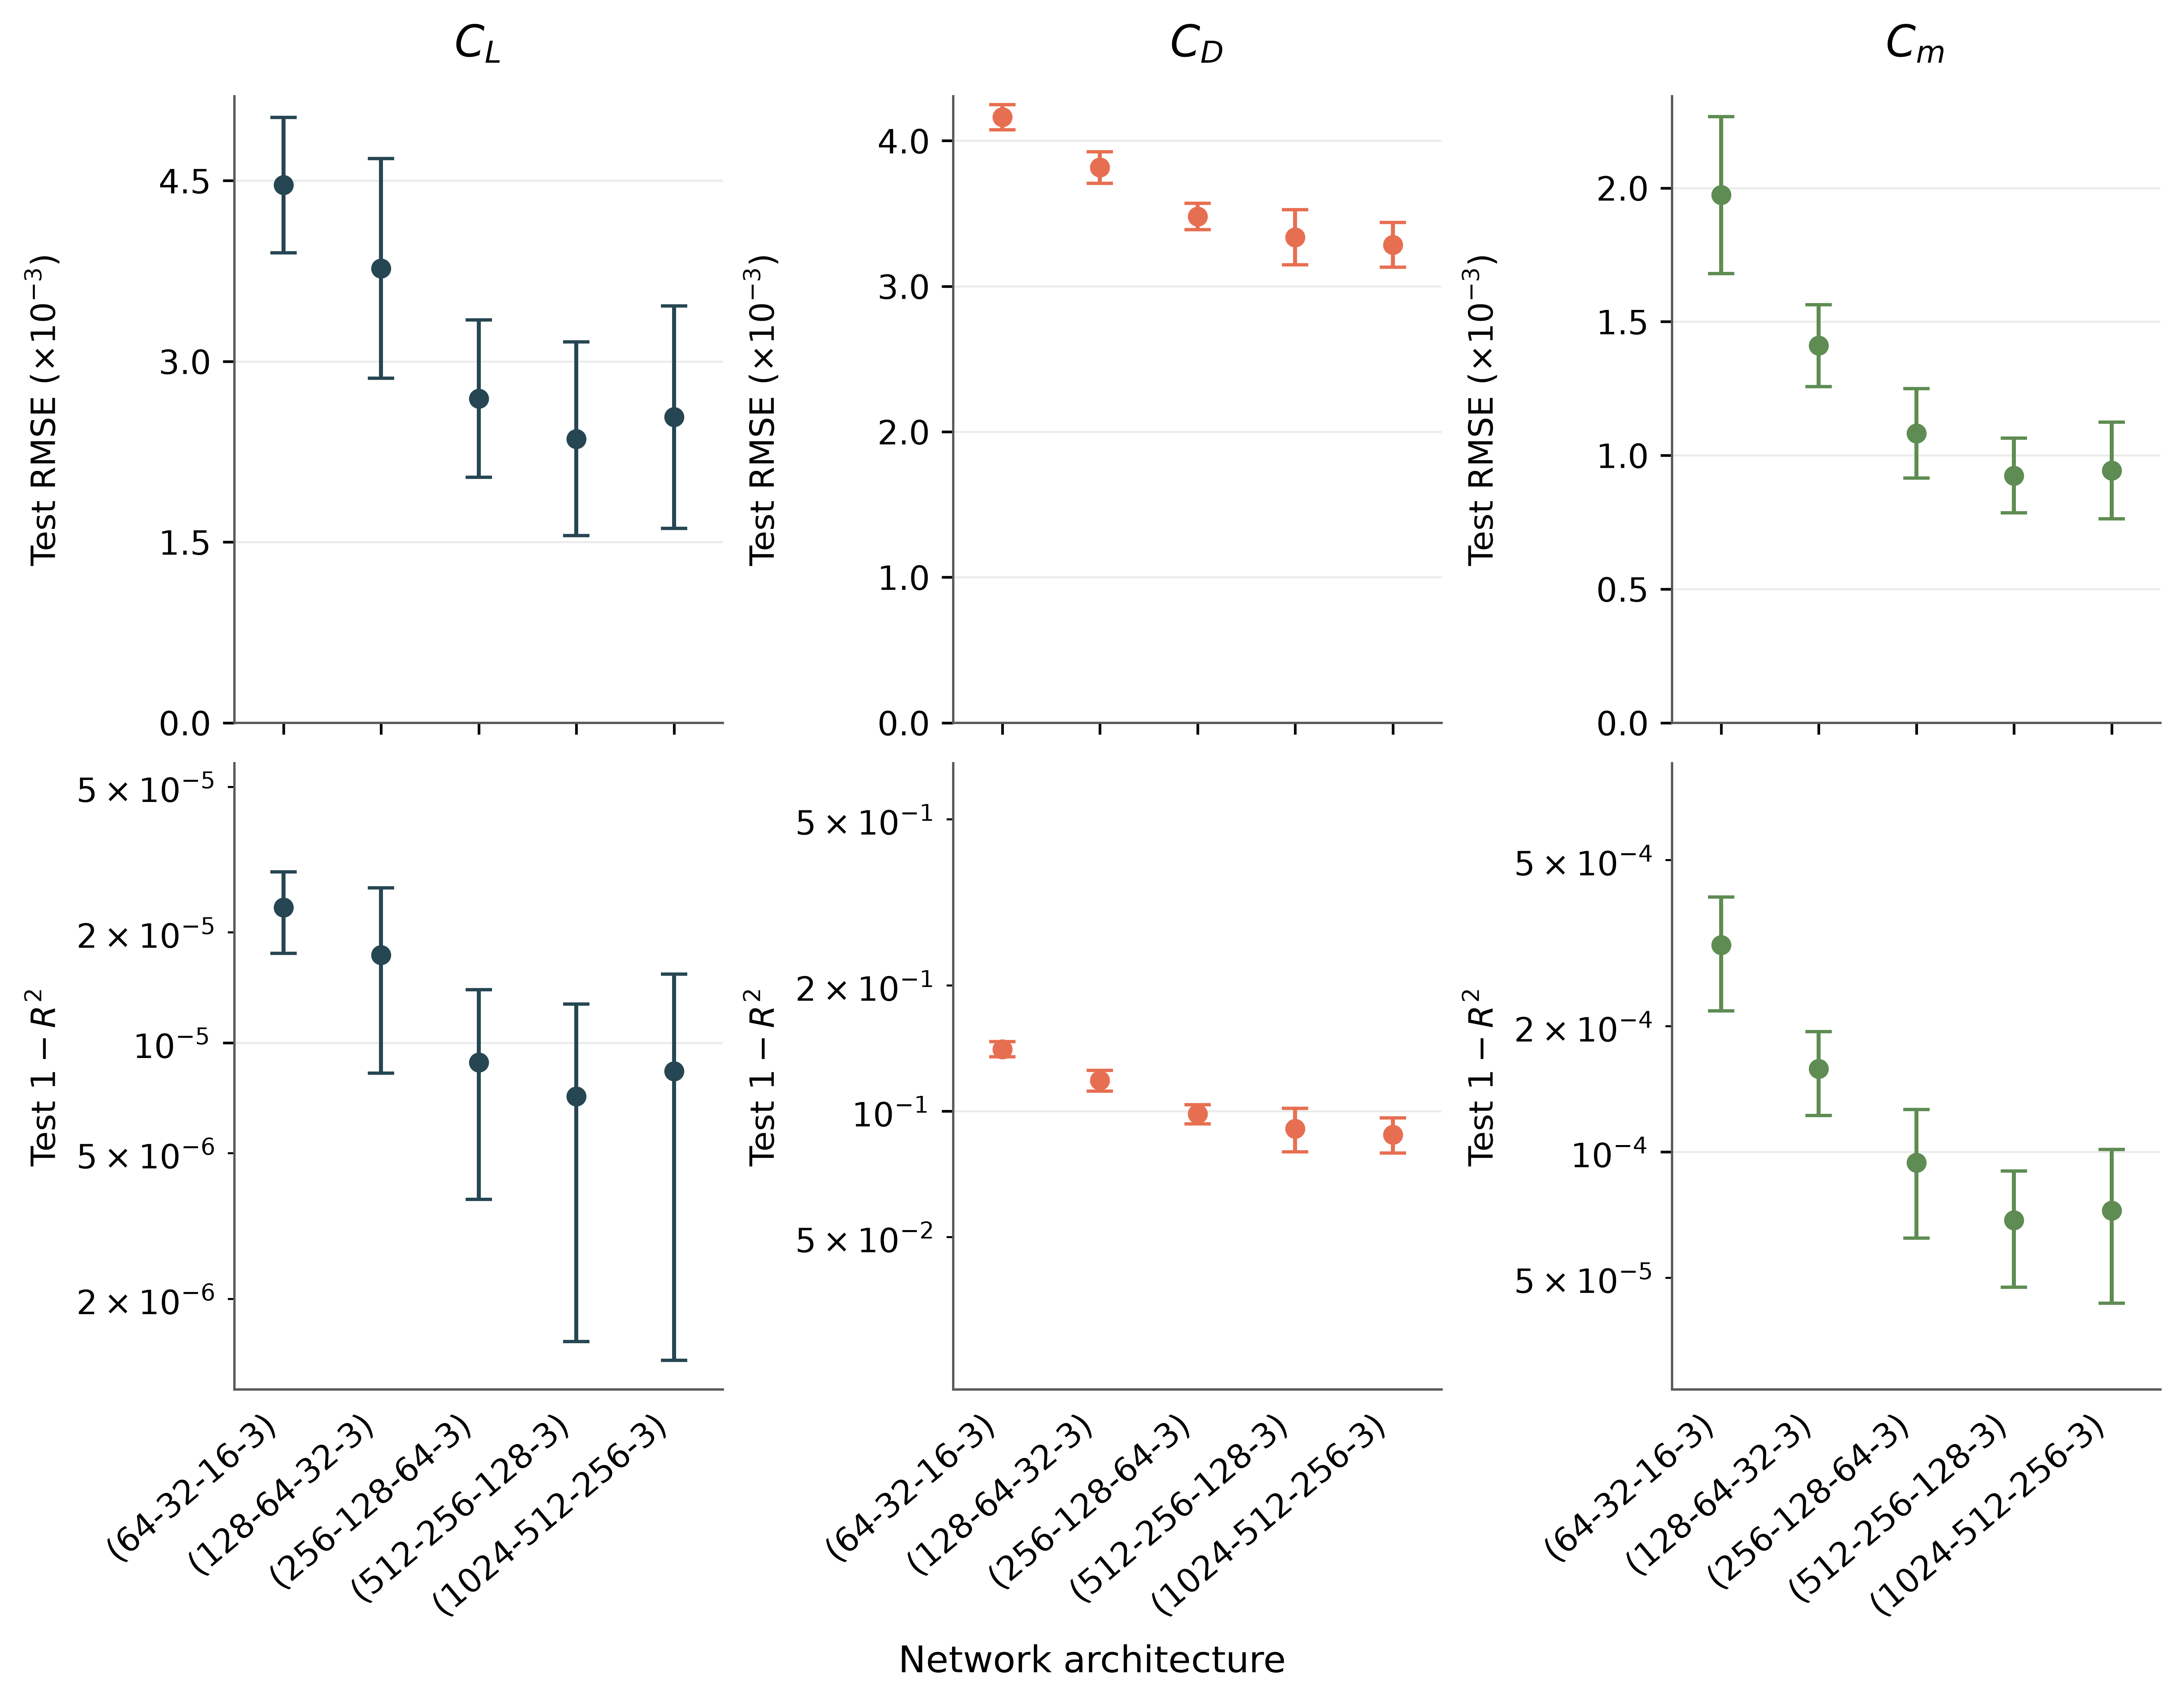 C_L
C_D
C_m
Test RMSE (×10⁻³)
4.5
3.0
1.5
0.0
Test RMSE (×10⁻³)
4.0
3.0
2.0
1.0
0.0
Test RMSE (×10⁻³)
2.0
1.5
1.0
0.5
0.0
Test 1 − R²
5 × 10⁻⁵
2 × 10⁻⁵
10⁻⁵
5 × 10⁻⁶
2 × 10⁻⁶
Test 1 − R²
5 × 10⁻¹
2 × 10⁻¹
10⁻¹
5 × 10⁻²
Test 1 − R²
5 × 10⁻⁴
2 × 10⁻⁴
10⁻⁴
5 × 10⁻⁵
(64-32-16-3)
(128-64-32-3)
(256-128-64-3)
(512-256-128-3)
(1024-512-256-3)
(64-32-16-3)
(128-64-32-3)
(256-128-64-3)
(512-256-128-3)
(1024-512-256-3)
(64-32-16-3)
(128-64-32-3)
(256-128-64-3)
(512-256-128-3)
(1024-512-256-3)
Network architecture